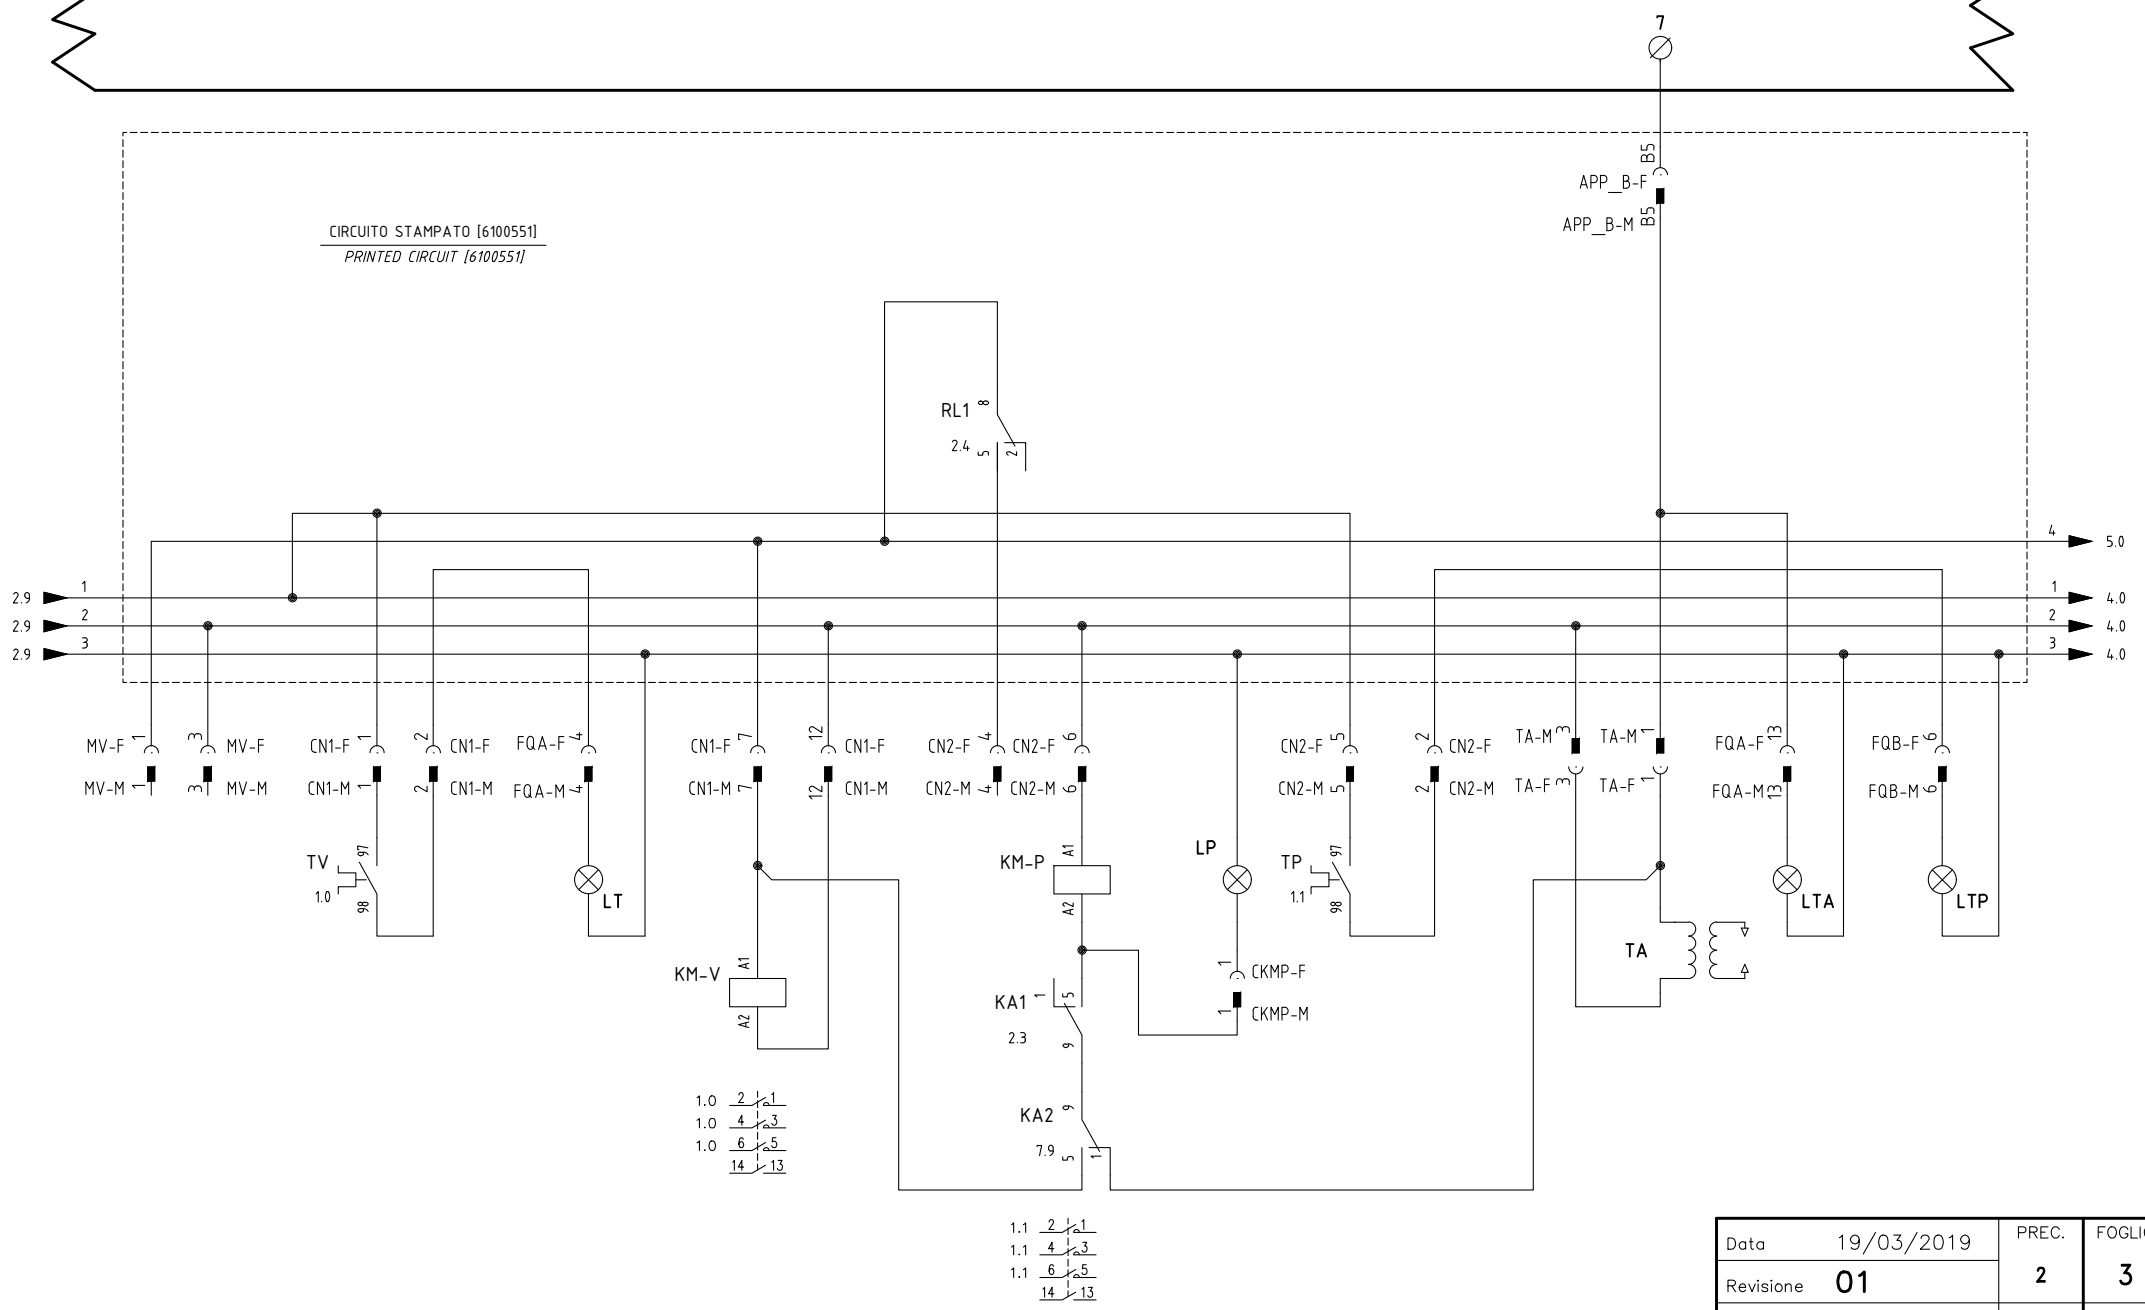 7
B5
APP_B-F
APP_B-M B5
CIRCUITO STAMPATO [6100551]
PRINTED CIRCUIT [6100551]
RL1 8
2.4 5 2
4 5.0
2.9 1 1 4.0
2.9 2 2 4.0
2.9 3 3 4.0
MV-F 1 3 MV-F CN1-F 1 2 CN1-F FQA-F 4 CN1-F 7 12 CN1-F CN2-F 4 CN2-F 6 CN2-F 5 2 CN2-F TA-M 3 TA-M 1 FQA-F 13 FQB-F 6
MV-M 1 3 MV-M CN1-M 1 2 CN1-M FQA-M 4 CN1-M 7 12 CN1-M CN2-M 4 CN2-M 6 CN2-M 5 2 CN2-M TA-F 3 TA-F 1 FQA-M 13 FQB-M 6
TV 97 KM-P A1 LP TP 97
1.0 98 LT A2 1.1 98 LTA LTP
TA
KM-V A1 1 CKMP-F
KA1 1 5
A2 1 CKMP-M
2.3 9
1.0 2 1
1.0 4 3
1.0 6 5
14 13
KA2 9
7.9 5 1
1.1 2 1
1.1 4 3
1.1 6 5
14 13
Data 19/03/2019 PREC. FOGLIO
Revisione 01 2 3